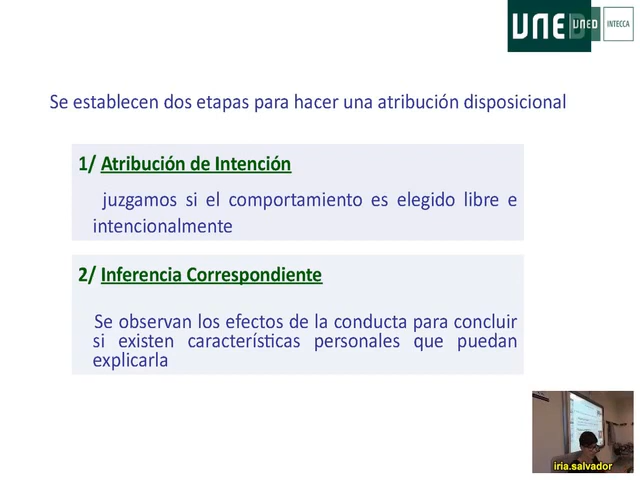 UNED
UNED
INTECCA
Se establecen dos etapas para hacer una atribución disposicional
1/ Atribución de Intención
juzgamos si el comportamiento es elegido libre e
intencionalmente
2/ Inferencia Correspondiente
Se observan los efectos de la conducta para concluir
si existen características personales que puedan
explicarla
iria.salvador